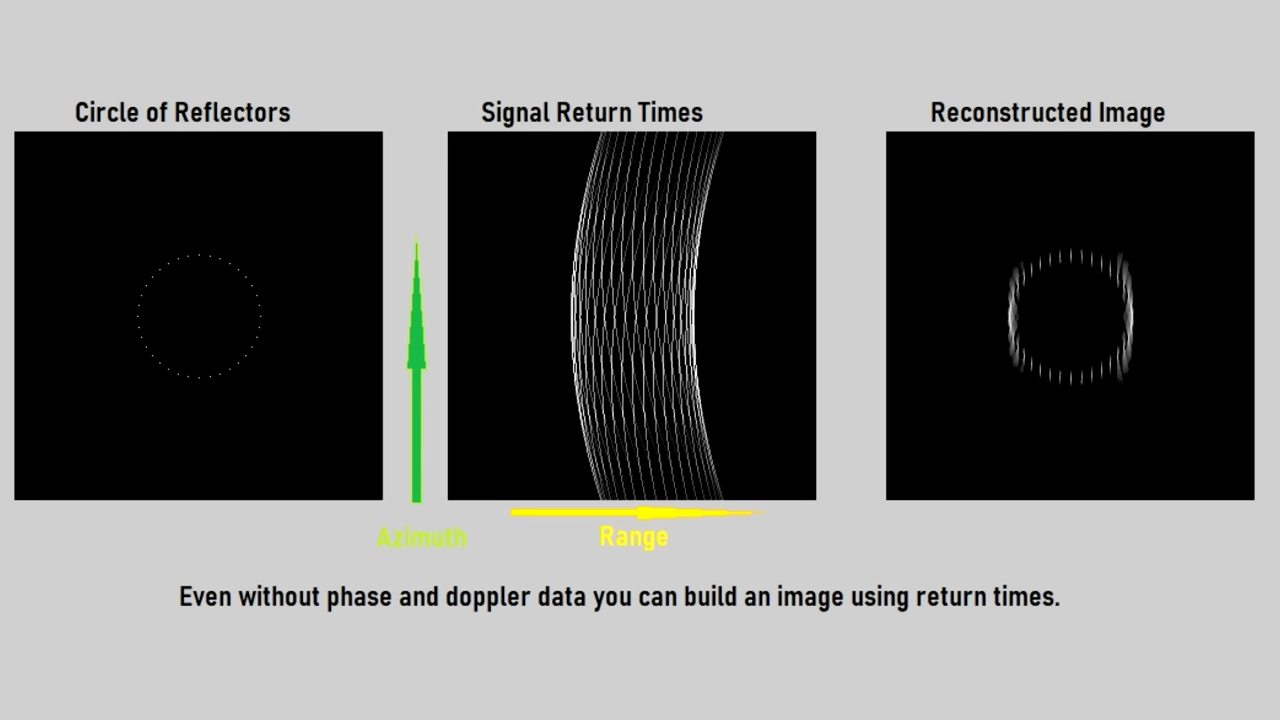 Circle of Reflectors
Signal Return Times
Reconstructed Image
Azimuth
Range
Even without phase and doppler data you can build an image using return times.